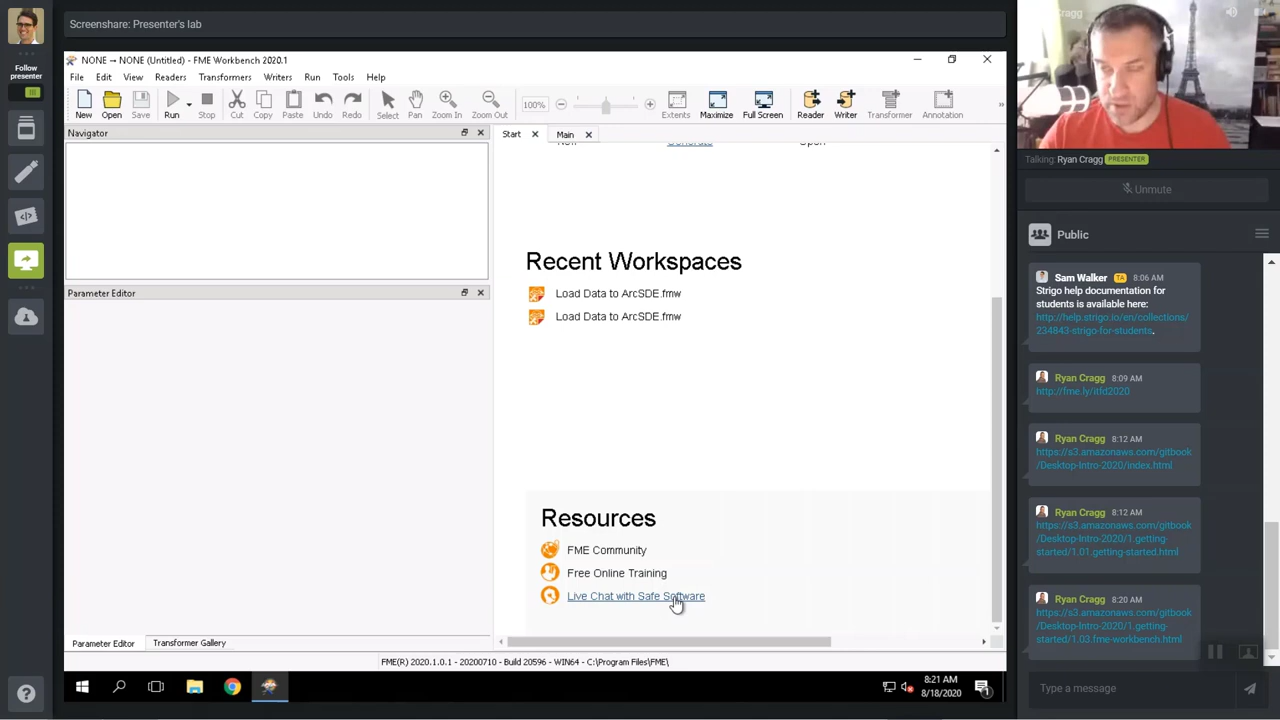 Screenshare: Presenter's lab
Follow
presenter
NONE → NONE (Untitled) - FME Workbench 2020.1
File Edit View Readers Transformers Writers Run Tools Help
New Open Save Run Stop Cut Copy Paste Undo Redo Select Pan Zoom In 100% Zoom Out Extents Maximize Full Screen Reader Writer Transformer Annotation
Navigator
Start
Main
Generate
Open
Parameter Editor
Recent Workspaces
Load Data to ArcSDE.fmw
Load Data to ArcSDE.fmw
Resources
FME Community
Free Online Training
Live Chat with Safe Software
Parameter Editor
Transformer Gallery
FME(R) 2020.1.0.1 - 20200710 - Build 20596 - WIN64 - C:\Program Files\FME\
8:21 AM
8/18/2020
1
Cragg
Talking: Ryan Cragg PRESENTER
Unmute
Public
Sam Walker TA 8:06 AM
Strigo help documentation for
students is available here:
http://help.strigo.io/en/collections/
234843-strigo-for-students.
Ryan Cragg 8:09 AM
http://fme.ly/itfd2020
Ryan Cragg 8:12 AM
https://s3.amazonaws.com/gitbook
/Desktop-Intro-2020/index.html
Ryan Cragg 8:12 AM
https://s3.amazonaws.com/gitbook
/Desktop-Intro-2020/1.getting-
started/1.01.getting-started.html
Ryan Cragg 8:20 AM
https://s3.amazonaws.com/gitbook
/Desktop-Intro-2020/1.getting-
started/1.03.fme-workbench.html
Type a message